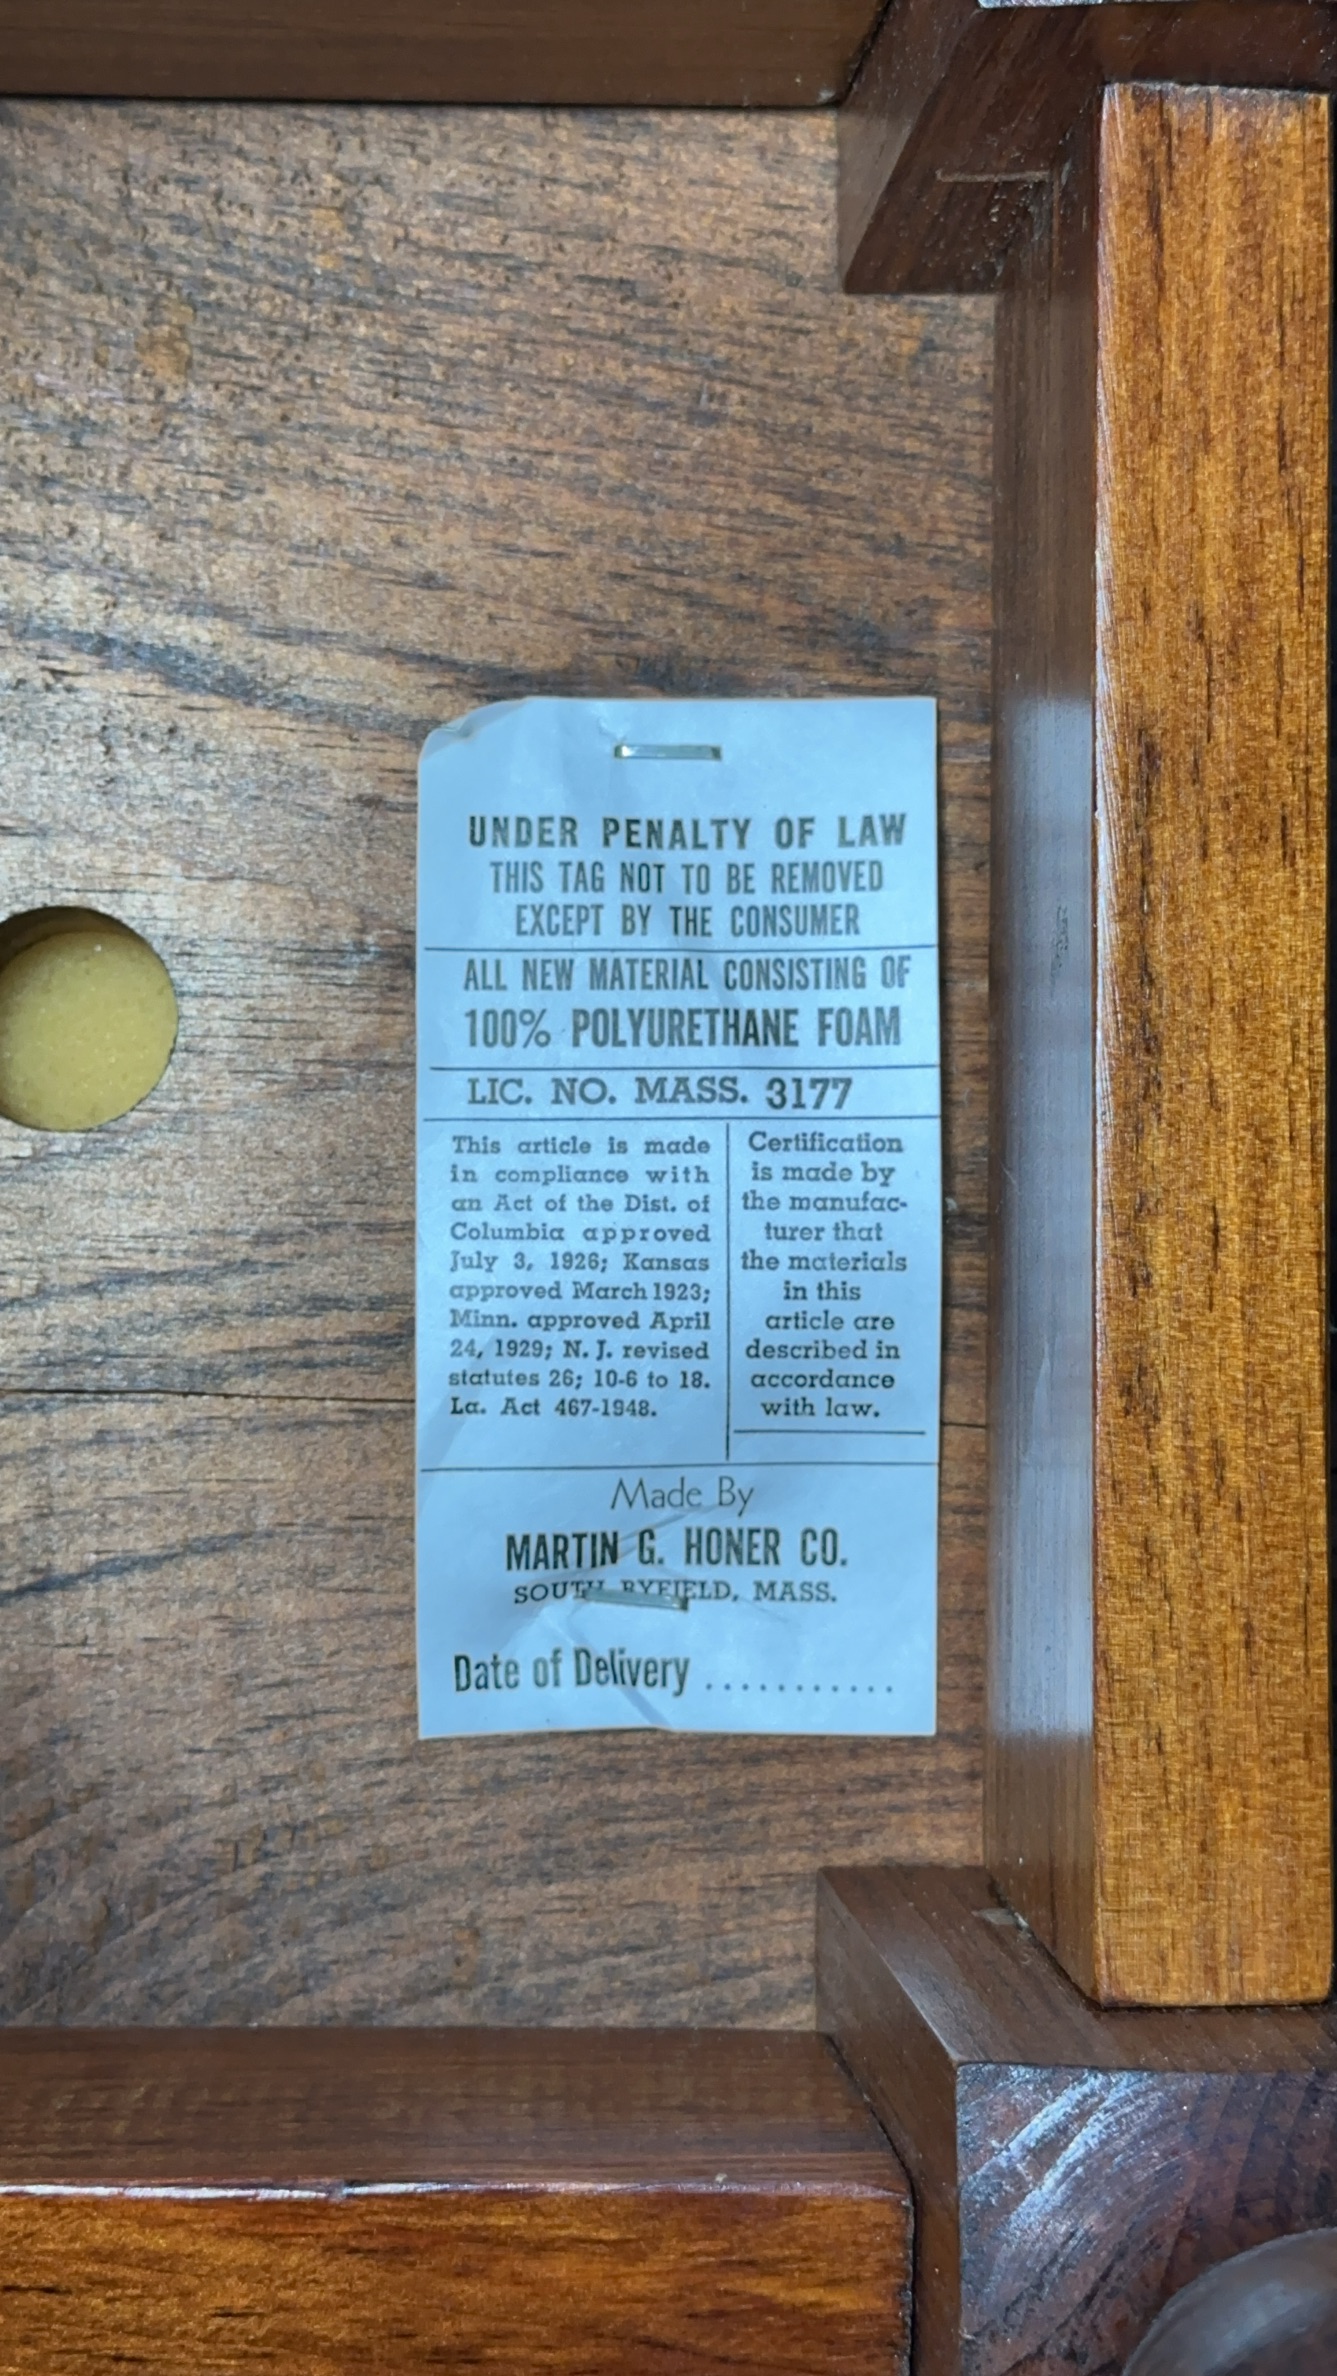 UNDER PENALTY OF LAW
THIS TAG NOT TO BE REMOVED
EXCEPT BY THE CONSUMER
ALL NEW MATERIAL CONSISTING OF
100% POLYURETHANE FOAM
LIC. NO. MASS. 3177
This article is made
in compliance with
an Act of the Dist. of
Columbia approved
July 3, 1926; Kansas
approved March 1923;
Minn. approved April
24, 1929; N. J. revised
statutes 26; 10-6 to 18.
La. Act 467-1948.
Certification
is made by
the manufac-
turer that
the materials
in this
article are
described in
accordance
with law.
Made By
MARTIN G. HONER CO.
SOUTH BYFIELD, MASS.
Date of Delivery ...........